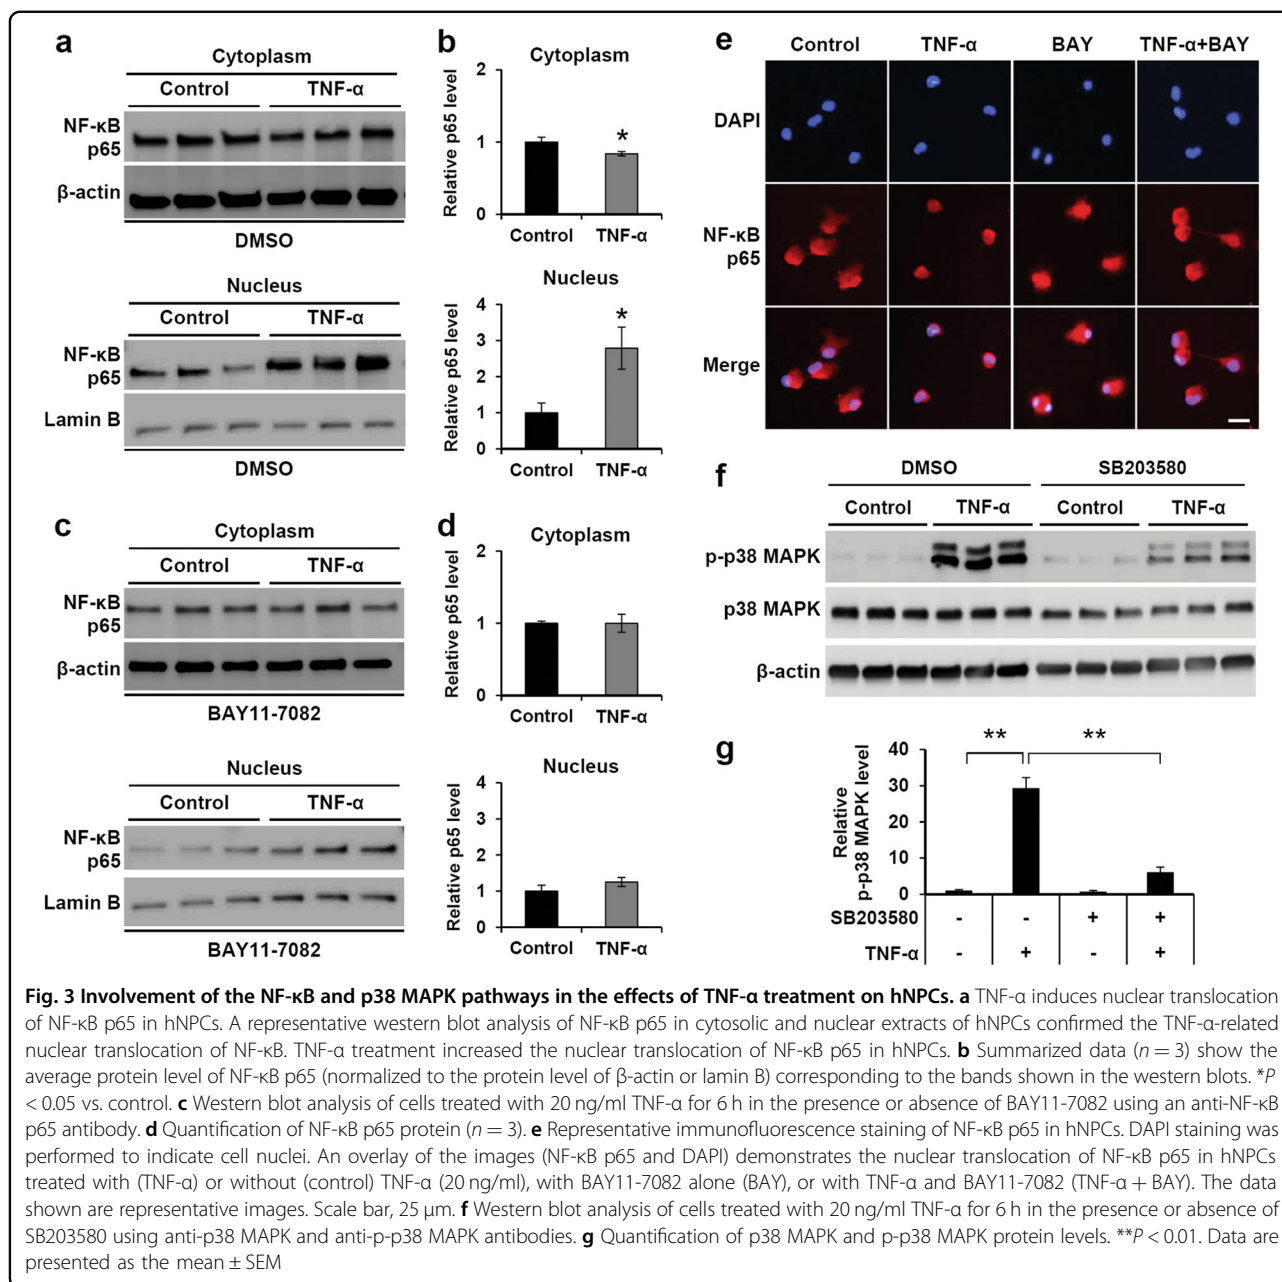 a
Cytoplasm
Control TNF-α
NF-κB
p65
β-actin
DMSO
Nucleus
Control TNF-α
NF-κB
p65
Lamin B
DMSO
b
Cytoplasm
Relative p65 level
2
1
0
*
Control TNF-α
Nucleus
Relative p65 level
4
3
2
1
0
*
Control TNF-α
c
Cytoplasm
Control TNF-α
NF-κB
p65
β-actin
BAY11-7082
Nucleus
Control TNF-α
NF-κB
p65
Lamin B
BAY11-7082
d
Cytoplasm
Relative p65 level
2
1
0
Control TNF-α
Nucleus
Relative p65 level
4
3
2
1
0
Control TNF-α
e
Control TNF-α BAY TNF-α+BAY
DAPI
NF-κB
p65
Merge
f
DMSO SB203580
Control TNF-α Control TNF-α
p-p38 MAPK
p38 MAPK
β-actin
g
Relative
p-p38 MAPK level
40
30
20
10
0
** **
SB203580 - - + +
TNF-α - + - +
Fig. 3 Involvement of the NF-κB and p38 MAPK pathways in the effects of TNF-α treatment on hNPCs. a TNF-α induces nuclear translocation
of NF-κB p65 in hNPCs. A representative western blot analysis of NF-κB p65 in cytosolic and nuclear extracts of hNPCs confirmed the TNF-α-related
nuclear translocation of NF-κB. TNF-α treatment increased the nuclear translocation of NF-κB p65 in hNPCs. b Summarized data (n = 3) show the
average protein level of NF-κB p65 (normalized to the protein level of β-actin or lamin B) corresponding to the bands shown in the western blots. *P
< 0.05 vs. control. c Western blot analysis of cells treated with 20 ng/ml TNF-α for 6 h in the presence or absence of BAY11-7082 using an anti-NF-κB
p65 antibody. d Quantification of NF-κB p65 protein (n = 3). e Representative immunofluorescence staining of NF-κB p65 in hNPCs. DAPI staining was
performed to indicate cell nuclei. An overlay of the images (NF-κB p65 and DAPI) demonstrates the nuclear translocation of NF-κB p65 in hNPCs
treated with (TNF-α) or without (control) TNF-α (20 ng/ml), with BAY11-7082 alone (BAY), or with TNF-α and BAY11-7082 (TNF-α + BAY). The data
shown are representative images. Scale bar, 25 μm. f Western blot analysis of cells treated with 20 ng/ml TNF-α for 6 h in the presence or absence of
SB203580 using anti-p38 MAPK and anti-p-p38 MAPK antibodies. g Quantification of p38 MAPK and p-p38 MAPK protein levels. **P < 0.01. Data are
presented as the mean ± SEM